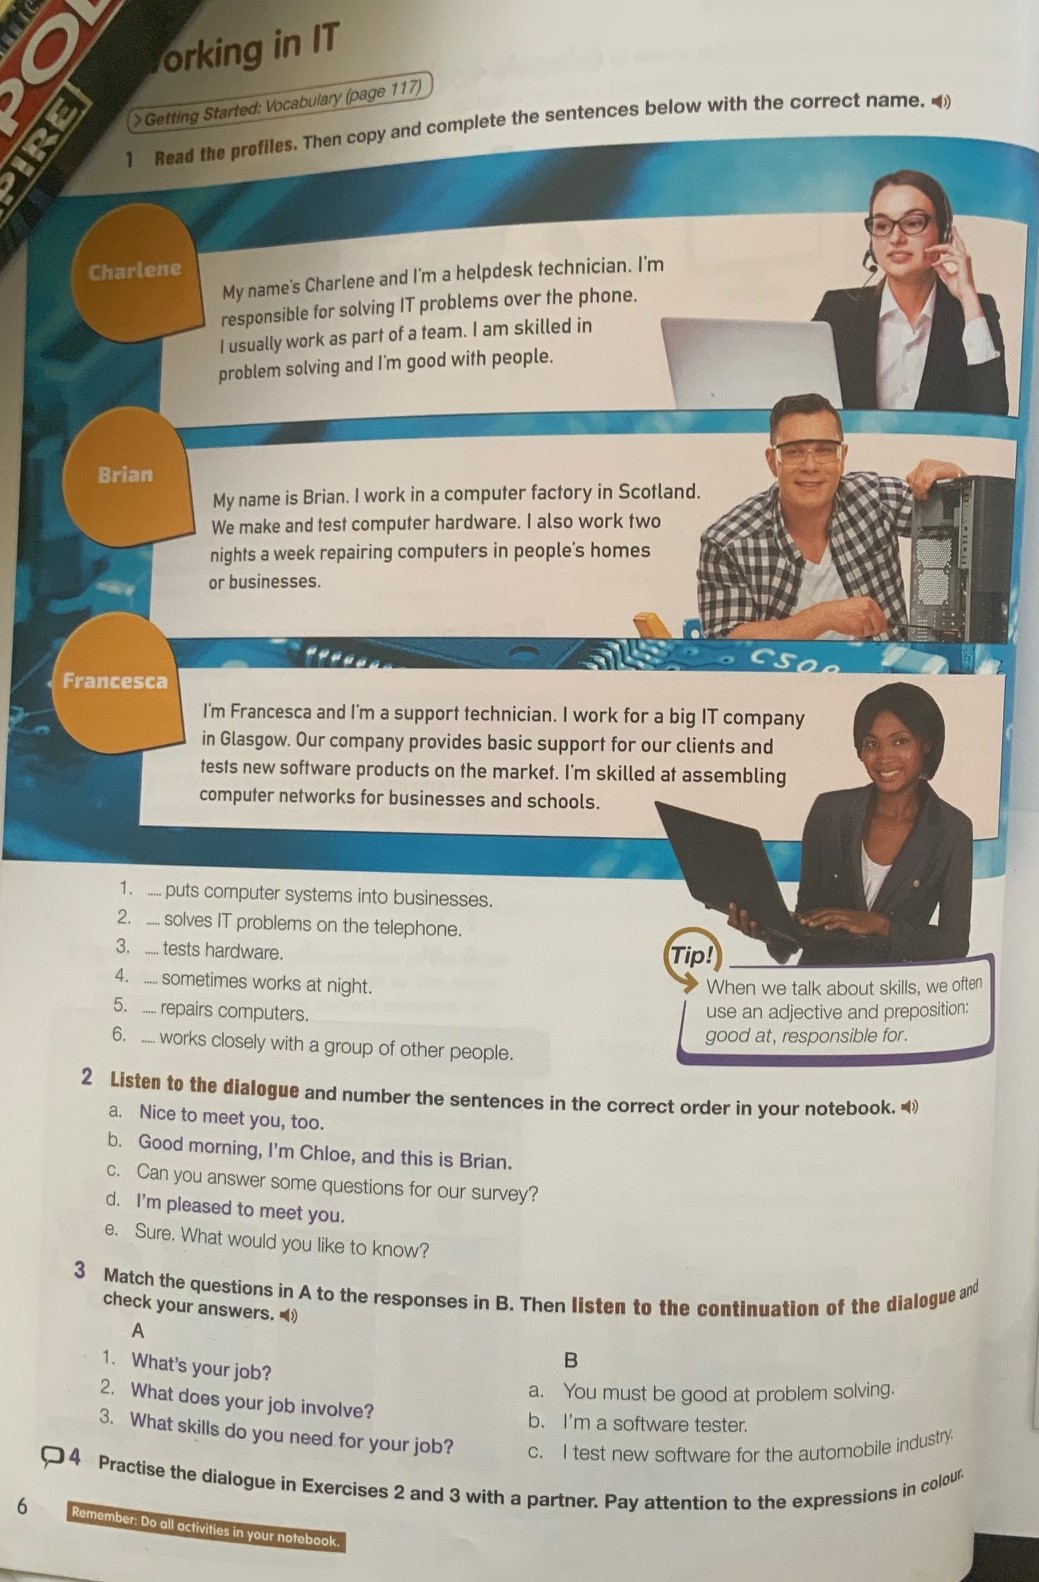 POL
PIRE
orking in IT
> Getting Started: Vocabulary (page 117)
1 Read the profiles. Then copy and complete the sentences below with the correct name.
Charlene
My name's Charlene and I'm a helpdesk technician. I'm
responsible for solving IT problems over the phone.
I usually work as part of a team. I am skilled in
problem solving and I'm good with people.
Brian
My name is Brian. I work in a computer factory in Scotland.
We make and test computer hardware. I also work two
nights a week repairing computers in people's homes
or businesses.
Francesca
I'm Francesca and I'm a support technician. I work for a big IT company
in Glasgow. Our company provides basic support for our clients and
tests new software products on the market. I'm skilled at assembling
computer networks for businesses and schools.
1. .... puts computer systems into businesses.
2. .... solves IT problems on the telephone.
3. .... tests hardware.
4. .... sometimes works at night.
5. .... repairs computers.
6. .... works closely with a group of other people.
Tip!
When we talk about skills, we often
use an adjective and preposition:
good at, responsible for.
2 Listen to the dialogue and number the sentences in the correct order in your notebook.
a. Nice to meet you, too.
b. Good morning, I'm Chloe, and this is Brian.
c. Can you answer some questions for our survey?
d. I'm pleased to meet you.
e. Sure. What would you like to know?
3 Match the questions in A to the responses in B. Then listen to the continuation of the dialogue and
check your answers.
A
1. What's your job?
2. What does your job involve?
3. What skills do you need for your job?
B
a. You must be good at problem solving.
b. I'm a software tester.
c. I test new software for the automobile industry.
4 Practise the dialogue in Exercises 2 and 3 with a partner. Pay attention to the expressions in colour.
6
Remember: Do all activities in your notebook.